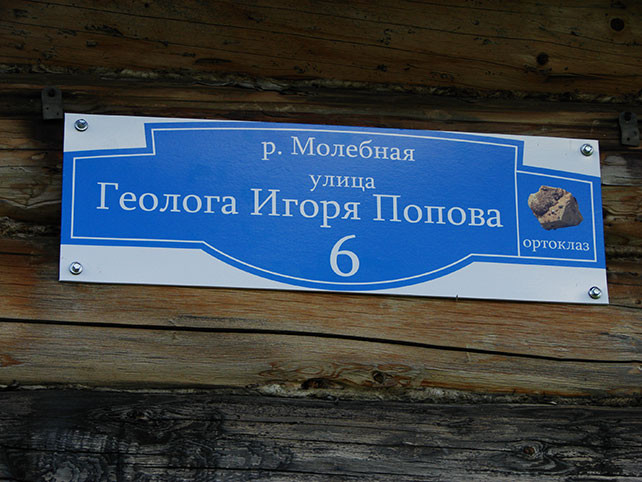 р. Молебная
улица
Геолога Игоря Попова
6
ортоклаз